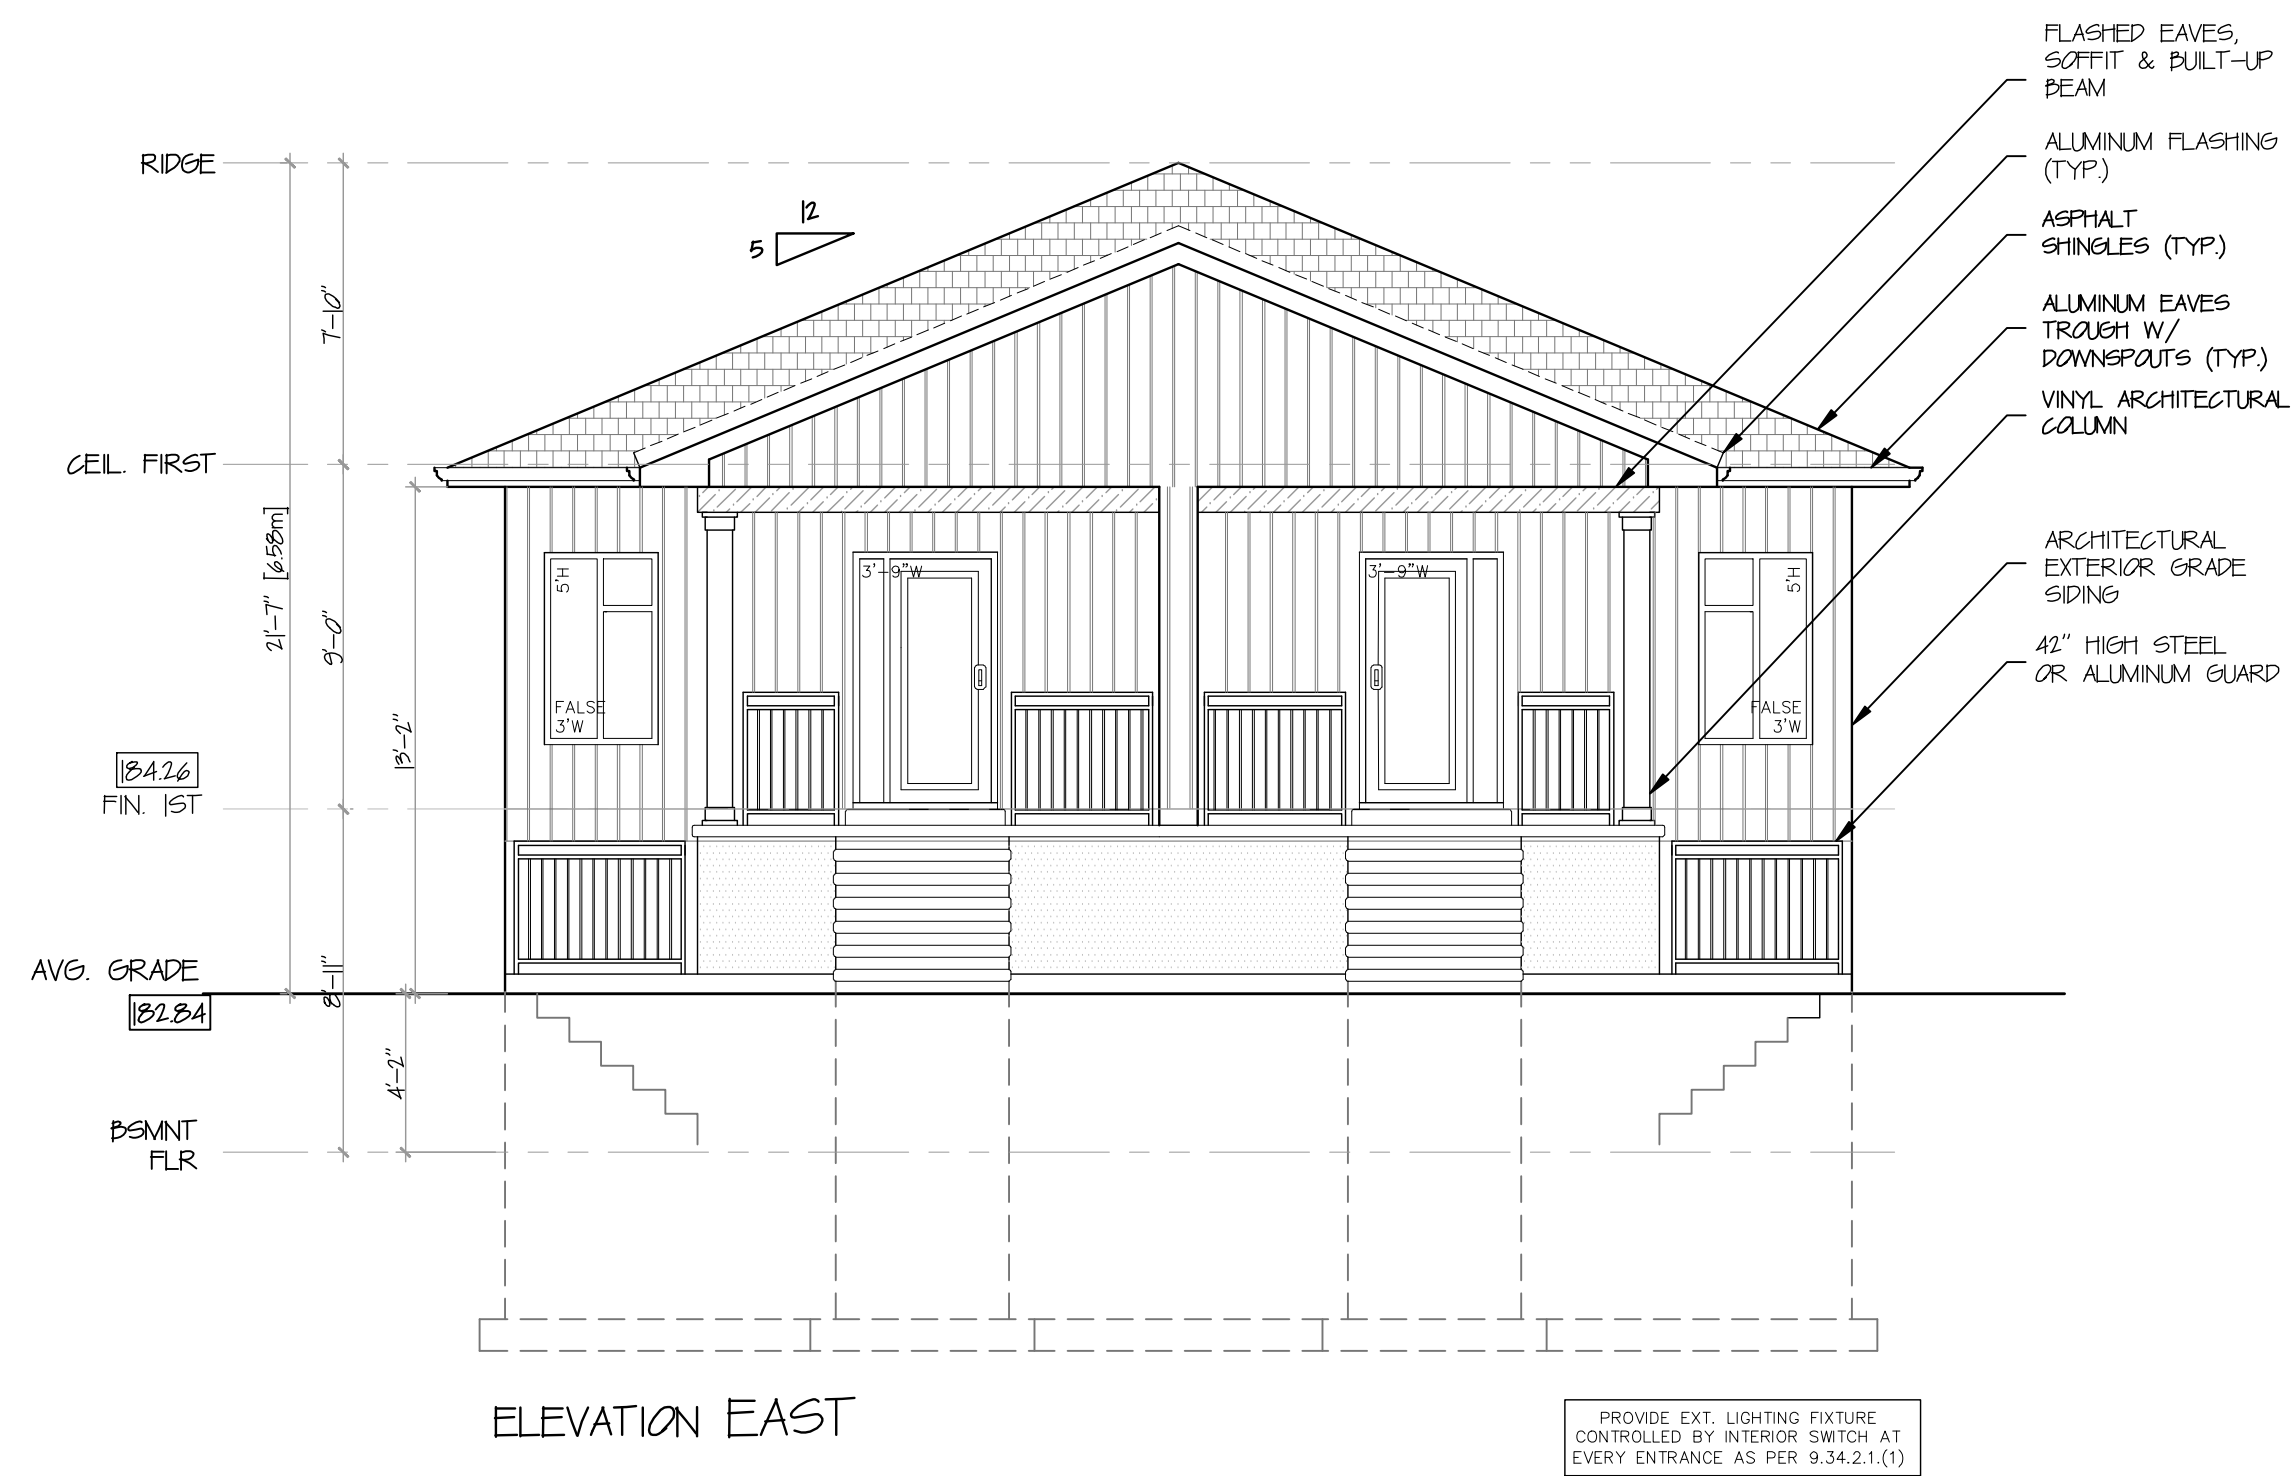 FLASHED EAVES,
SOFFIT & BUILT-UP
BEAM
ALUMINUM FLASHING
(TYP.)
RIDGE
12
5
ASPHALT
SHINGLES (TYP.)
7'-10"
ALUMINUM EAVES
TROUGH W/
DOWNSPOUTS (TYP.)
VINYL ARCHITECTURAL
COLUMN
CEIL. FIRST
21'-7" [6.58m]
9'-0"
5'H
3'-9"W
3'-9"W
5'H
ARCHITECTURAL
EXTERIOR GRADE
SIDING
42" HIGH STEEL
OR ALUMINUM GUARD
FALSE
3'W
FALSE
3'W
13'-2"
184.26
FIN. 1ST
AVG. GRADE
182.84
8'-11"
4'-2"
BSMNT
FLR
ELEVATION EAST
PROVIDE EXT. LIGHTING FIXTURE
CONTROLLED BY INTERIOR SWITCH AT
EVERY ENTRANCE AS PER 9.34.2.1.(1)